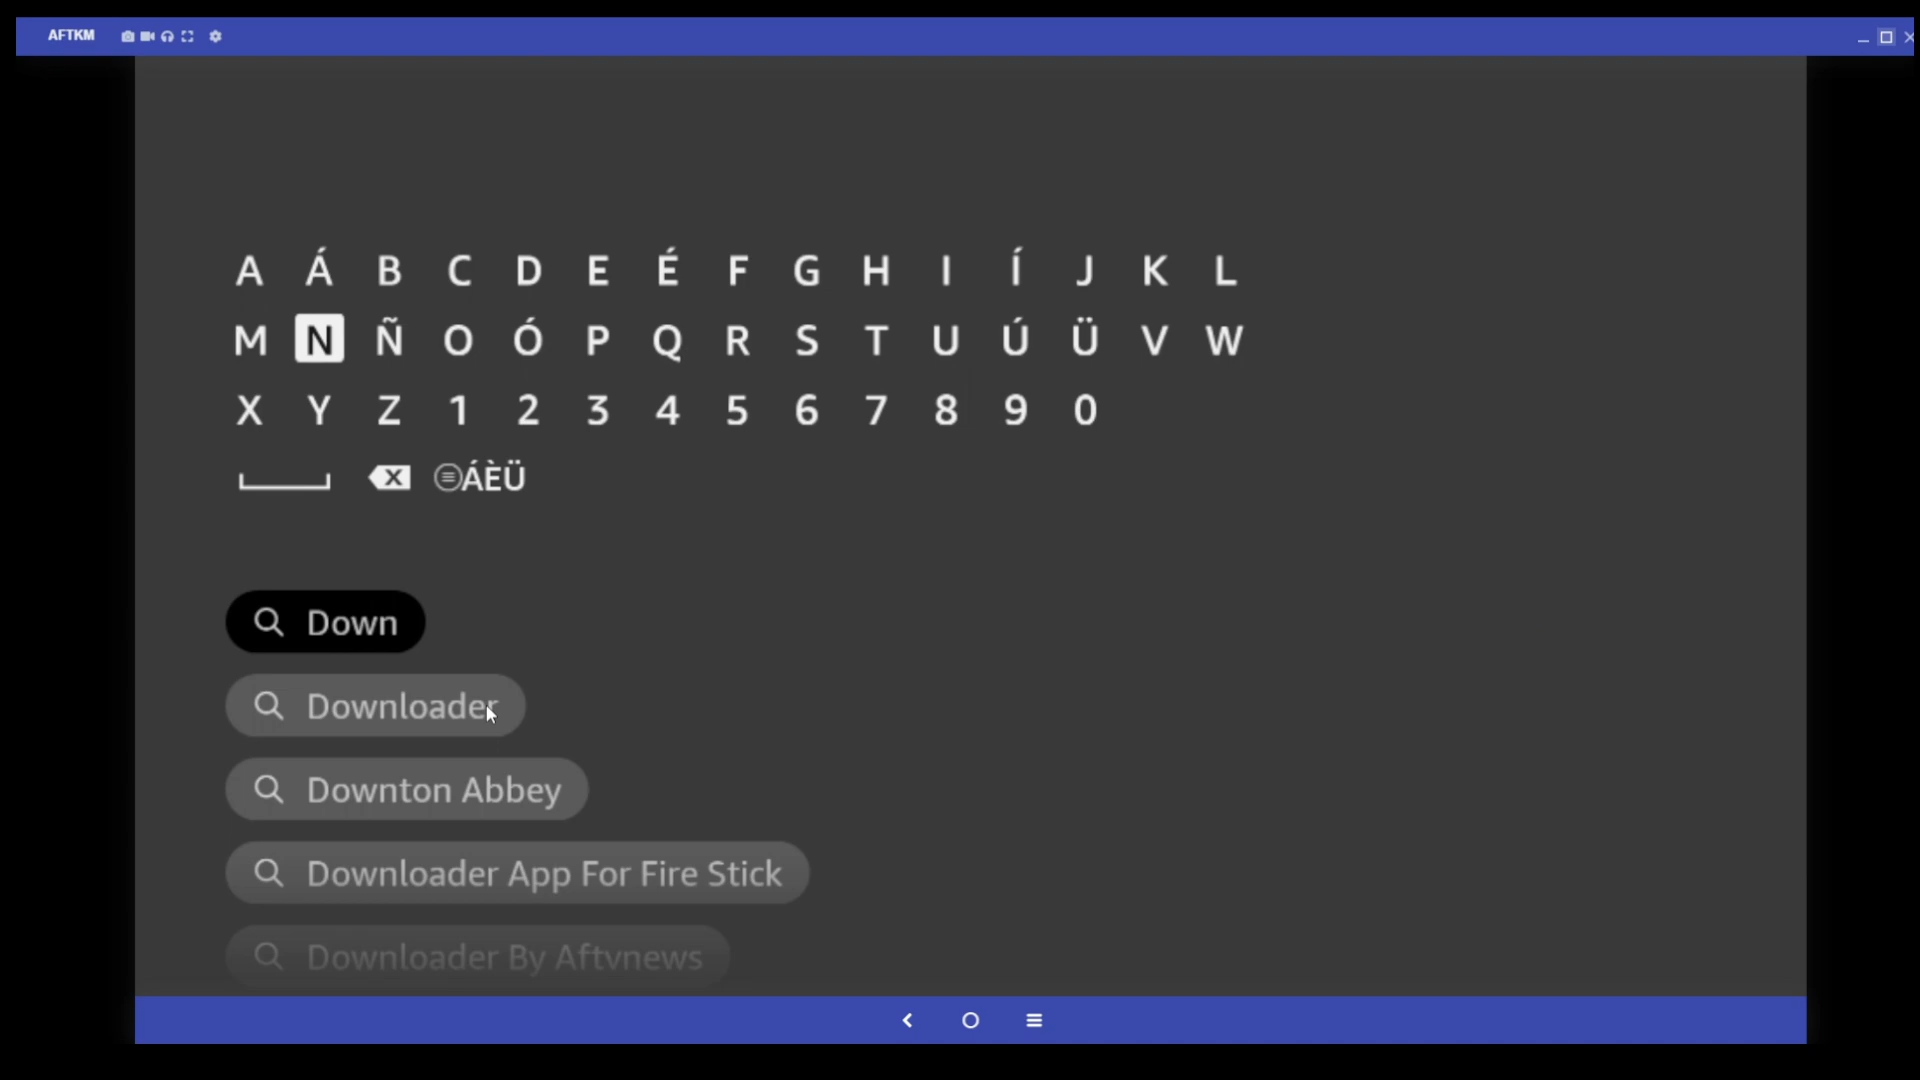 AFTKM
A Á B C D E É F G H I Í J K L
M N Ñ O Ó P Q R S T U Ú Ü V W
X Y Z 1 2 3 4 5 6 7 8 9 0
ÁÈÜ
Down
Downloader
Downton Abbey
Downloader App For Fire Stick
Downloader By Aftvnews